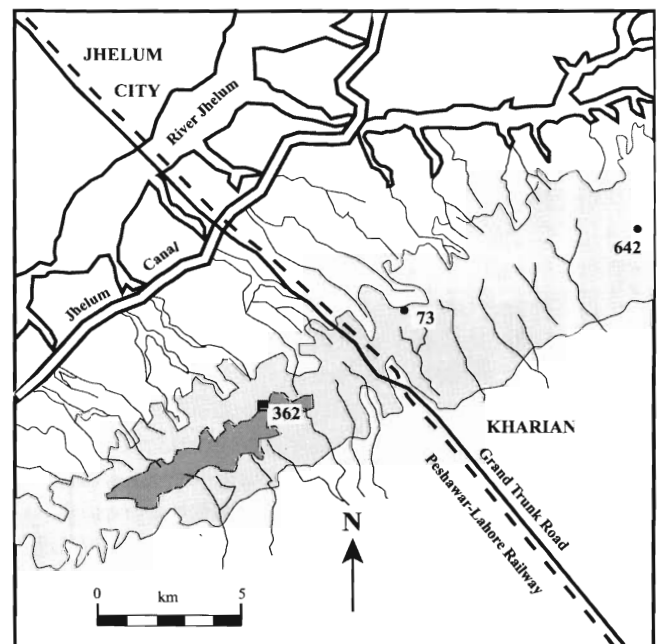 JHELUM
CITY
River Jhelum
Jhelum Canal
642
73
362
KHARIAN
Grand Trunk Road
Peshawar-Lahore Railway
N
0 km 5